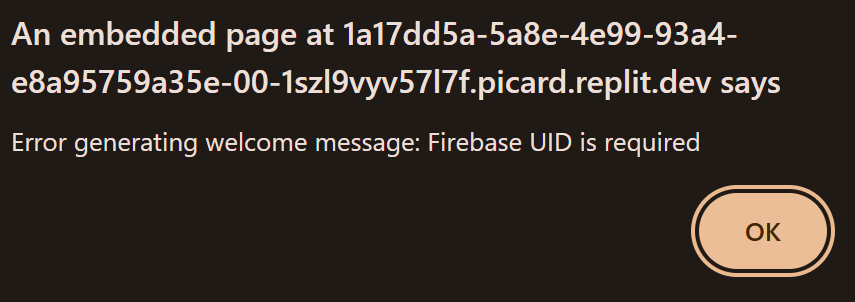 An embedded page at 1a17dd5a-5a8e-4e99-93a4-
e8a95759a35e-00-1szl9vyv57l7f.picard.replit.dev says
Error generating welcome message: Firebase UID is required
OK